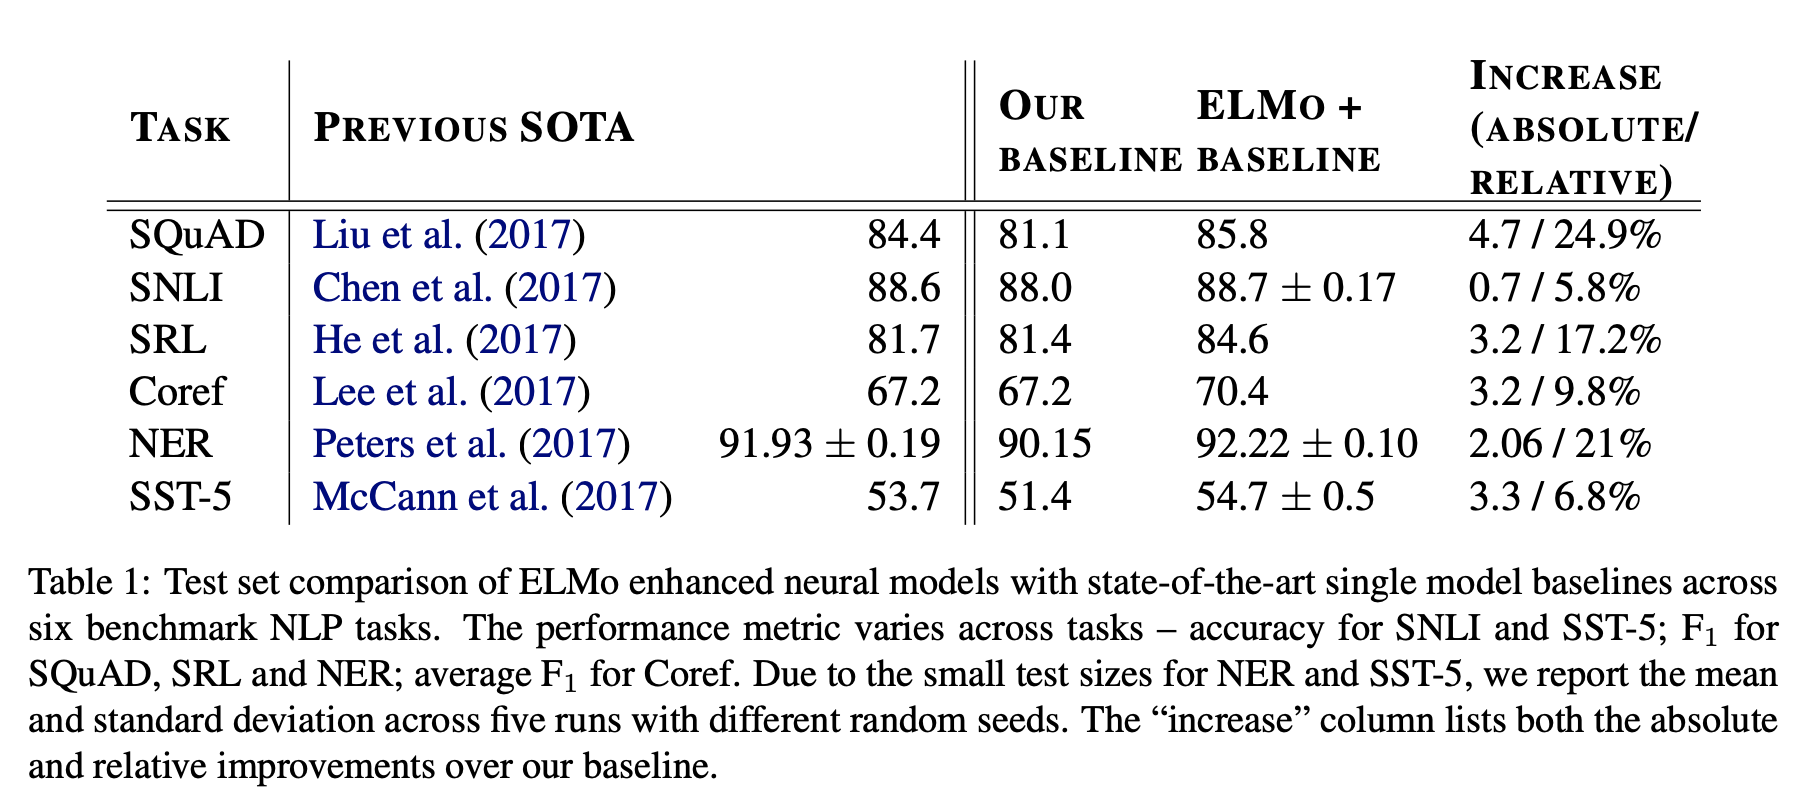 TASK PREVIOUS SOTA OUR BASELINE ELMO + BASELINE INCREASE (ABSOLUTE/ RELATIVE)
SQuAD Liu et al. (2017) 84.4 81.1 85.8 4.7 / 24.9%
SNLI Chen et al. (2017) 88.6 88.0 88.7 ± 0.17 0.7 / 5.8%
SRL He et al. (2017) 81.7 81.4 84.6 3.2 / 17.2%
Coref Lee et al. (2017) 67.2 67.2 70.4 3.2 / 9.8%
NER Peters et al. (2017) 91.93 ± 0.19 90.15 92.22 ± 0.10 2.06 / 21%
SST-5 McCann et al. (2017) 53.7 51.4 54.7 ± 0.5 3.3 / 6.8%
Table 1: Test set comparison of ELMo enhanced neural models with state-of-the-art single model baselines across
six benchmark NLP tasks. The performance metric varies across tasks – accuracy for SNLI and SST-5; F₁ for
SQuAD, SRL and NER; average F₁ for Coref. Due to the small test sizes for NER and SST-5, we report the mean
and standard deviation across five runs with different random seeds. The “increase” column lists both the absolute
and relative improvements over our baseline.